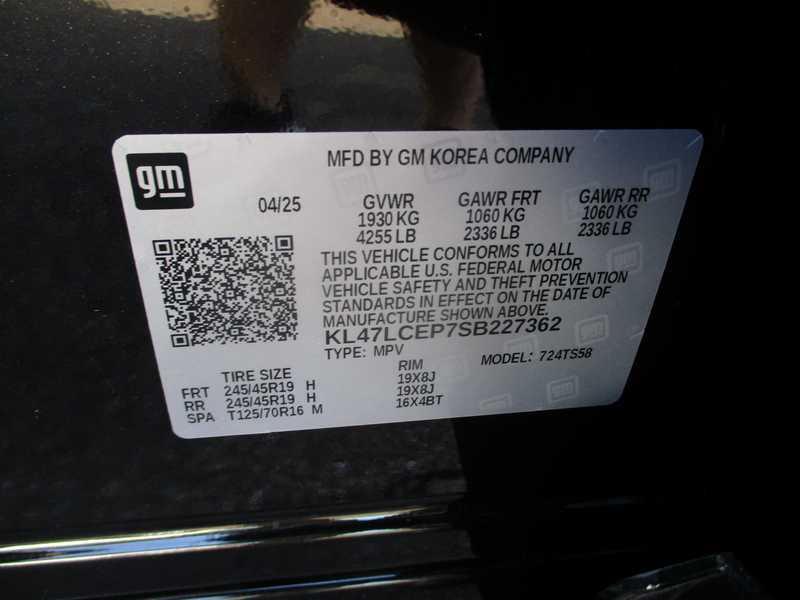 gm
MFD BY GM KOREA COMPANY
04/25
GVWR GAWR FRT GAWR RR
1930 KG 1060 KG 1060 KG
4255 LB 2336 LB 2336 LB
THIS VEHICLE CONFORMS TO ALL
APPLICABLE U.S. FEDERAL MOTOR
VEHICLE SAFETY AND THEFT PREVENTION
STANDARDS IN EFFECT ON THE DATE OF
MANUFACTURE SHOWN ABOVE.
KL47LCEP7SB227362
TYPE: MPV MODEL: 724TS58
TIRE SIZE RIM
FRT 245/45R19 H 19X8J
RR 245/45R19 H 19X8J
SPA T125/70R16 M 16X4BT